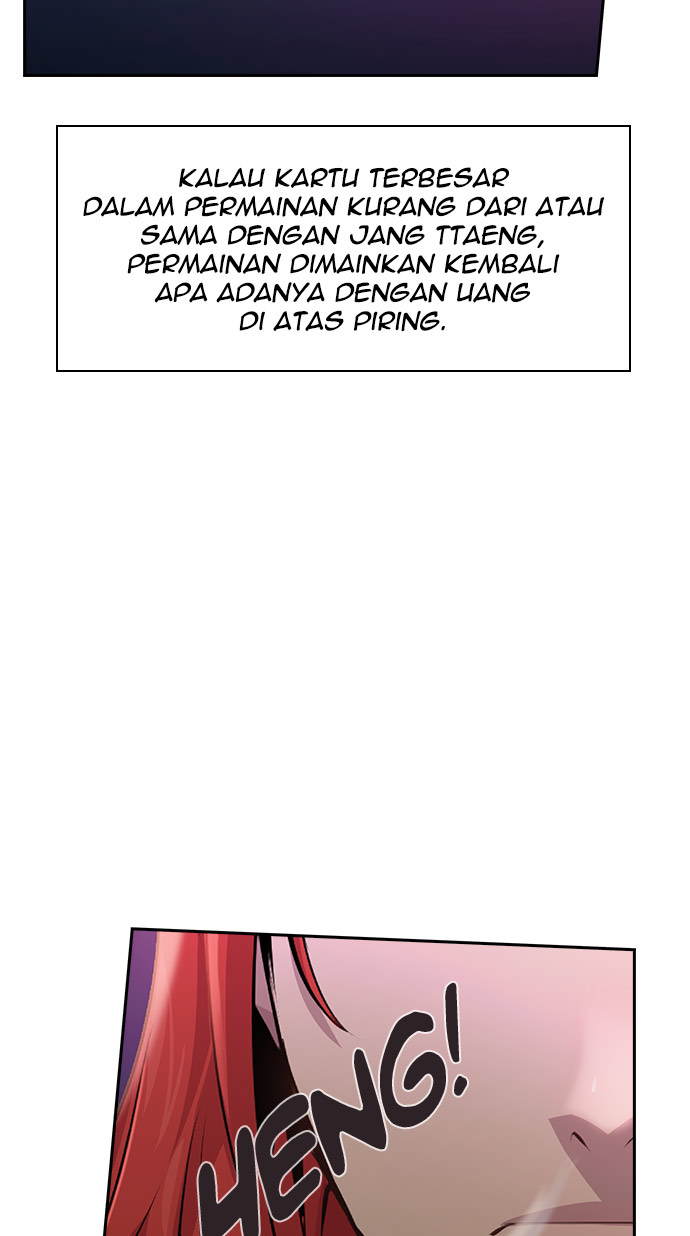 KALAU KARTU TERBESAR
DALAM PERMAINAN KURANG DARI ATAU
SAMA DENGAN JANG TTAENG,
PERMAINAN DIMAINKAN KEMBALI
APA ADANYA DENGAN UANG
DI ATAS PIRING.
HENG!